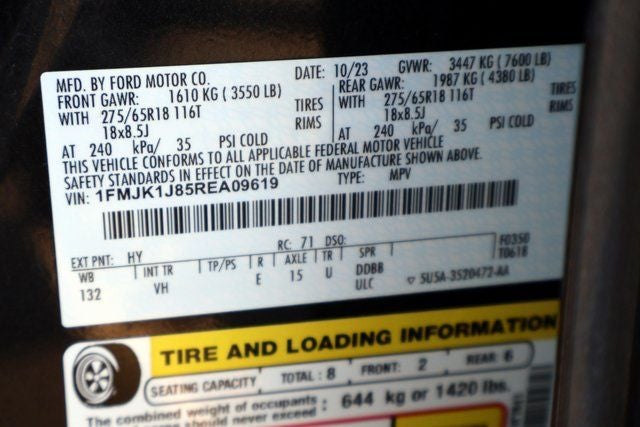 MFD. BY FORD MOTOR CO.
DATE: 10/23 GVWR: 3447 KG (7600 LB)
FRONT GAWR: 1610 KG (3550 LB) REAR GAWR: 1987 KG (4380 LB)
WITH 275/65R18 116T TIRES WITH 275/65R18 116T TIRES
18x8.5J RIMS 18x8.5J RIMS
AT 240 kPa/ 35 PSI COLD AT 240 kPa/ 35 PSI COLD
THIS VEHICLE CONFORMS TO ALL APPLICABLE FEDERAL MOTOR VEHICLE
SAFETY STANDARDS IN EFFECT ON THE DATE OF MANUFACTURE SHOWN ABOVE.
VIN: 1FMJK1J85REA09619 TYPE: MPV
EXT PNT: HY RC: 71 DSO: F0350
WB INT TR TP/PS R AXLE TR SPR T0618
132 VH E 15 U DDBB
ULC ▽ 5U5A-3520472-AA
TIRE AND LOADING INFORMATION
SEATING CAPACITY TOTAL: 8 FRONT: 2 REAR: 6
The combined weight of occupants : 644 kg or 1420 lbs.
should never exceed